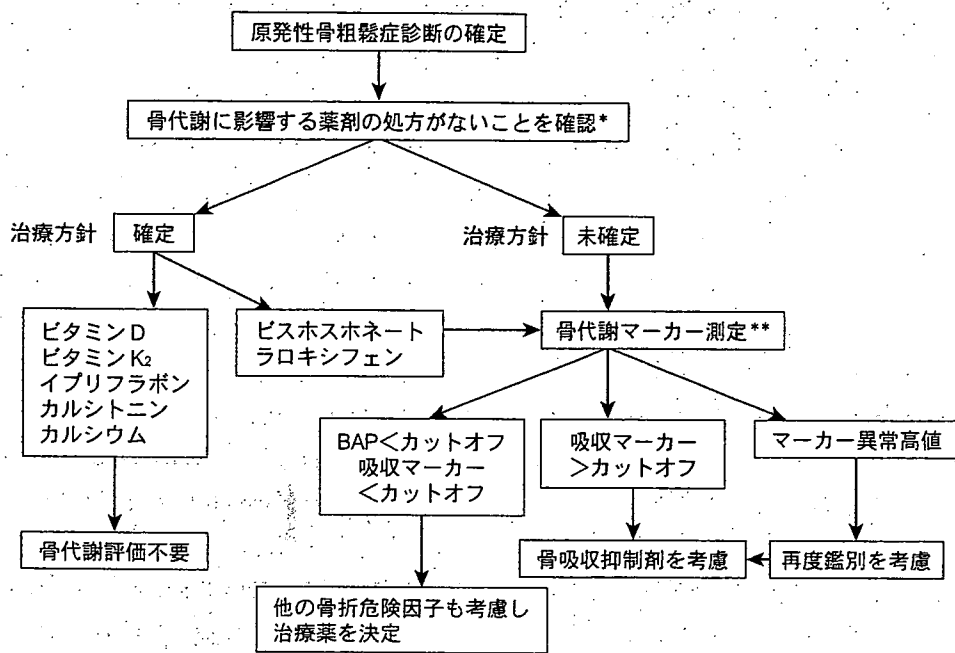 原発性骨粗鬆症診断の確定
骨代謝に影響する薬剤の処方がないことを確認*
治療方針
確定
治療方針
未確定
ビタミンD
ビタミンK₂
イプリフラボン
カルシトニン
カルシウム
ビスホスホネート
ラロキシフェン
骨代謝マーカー測定**
BAP<カットオフ
吸収マーカー
<カットオフ
吸収マーカー
>カットオフ
マーカー異常高値
骨代謝評価不要
骨吸収抑制剤を考慮
再度鑑別を考慮
他の骨折危険因子も考慮し
治療薬を決定